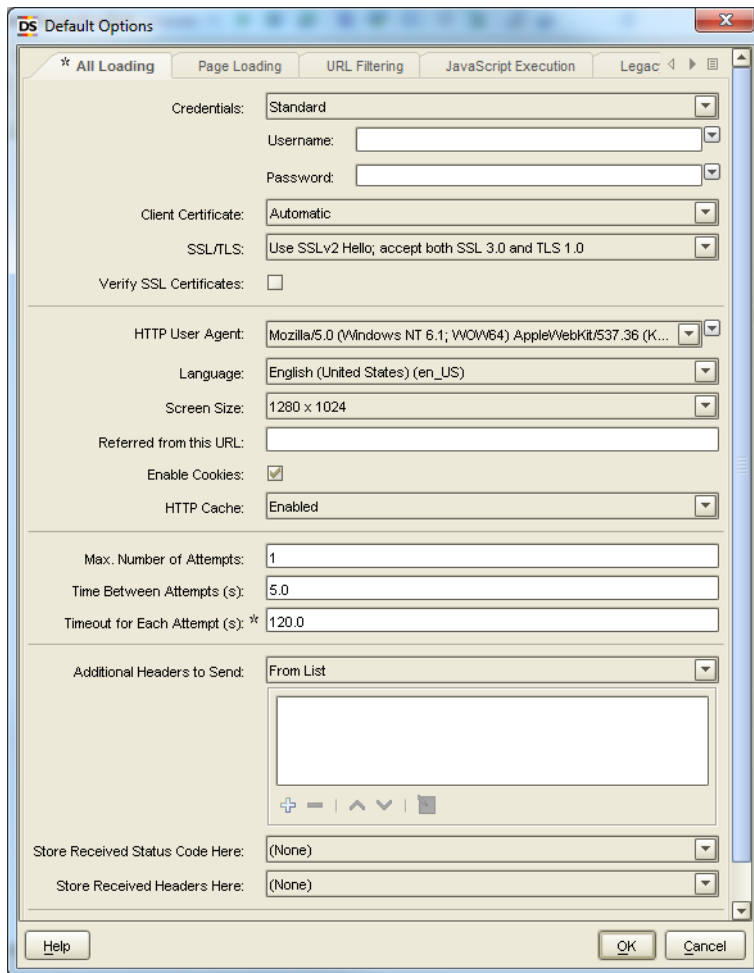 DS Default Options
* All Loading Page Loading URL Filtering JavaScript Execution Legac
Credentials: Standard
Username:
Password:
Client Certificate: Automatic
SSL/TLS: Use SSLv2 Hello; accept both SSL 3.0 and TLS 1.0
Verify SSL Certificates:
HTTP User Agent: Mozilla/5.0 (Windows NT 6.1; WOW64) AppleWebKit/537.36 (K...
Language: English (United States) (en_US)
Screen Size: 1280 x 1024
Referred from this URL:
Enable Cookies:
HTTP Cache: Enabled
Max. Number of Attempts: 1
Time Between Attempts (s): 5.0
Timeout for Each Attempt (s): * 120.0
Additional Headers to Send: From List
Store Received Status Code Here: (None)
Store Received Headers Here: (None)
Help OK Cancel